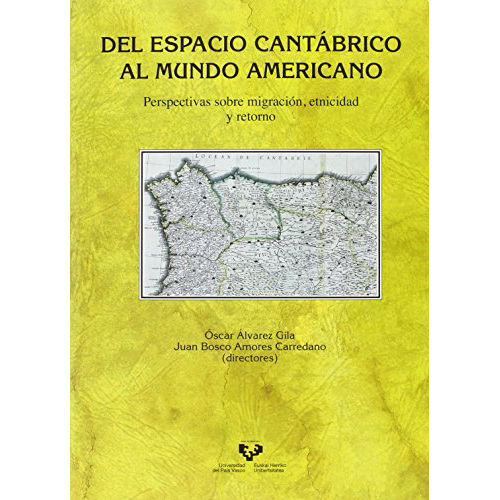 DEL ESPACIO CANTÁBRICO
AL MUNDO AMERICANO
Perspectivas sobre migración, etnicidad
y retorno
Óscar Álvarez Gila
Juan Bosco Amores Carredano
(directores)
Universidad
del País Vasco
Euskal Herriko
Unibertsitatea